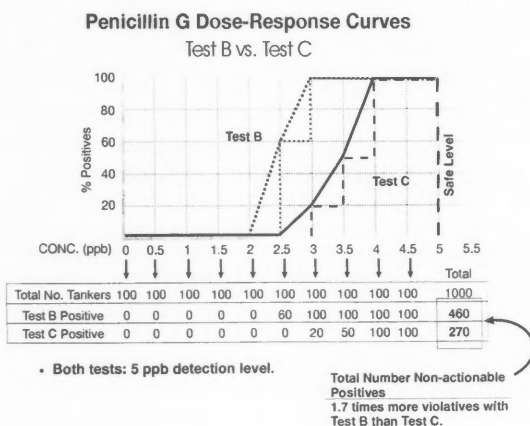 Penicillin G Dose-Response Curves
Test B vs. Test C
100
80
60
40
20
% Positives
Test B
Test C
Safe Level
CONC. (ppb) 0 0.5 1 1.5 2 2.5 3 3.5 4 4.5 5 5.5
Total
Total No. Tankers 100 100 100 100 100 100 100 100 100 100 1000
Test B Positive 0 0 0 0 0 60 100 100 100 100 460
Test C Positive 0 0 0 0 0 0 20 50 100 100 270
• Both tests: 5 ppb detection level.
Total Number Non-actionable
Positives
1.7 times more violatives with
Test B than Test C.